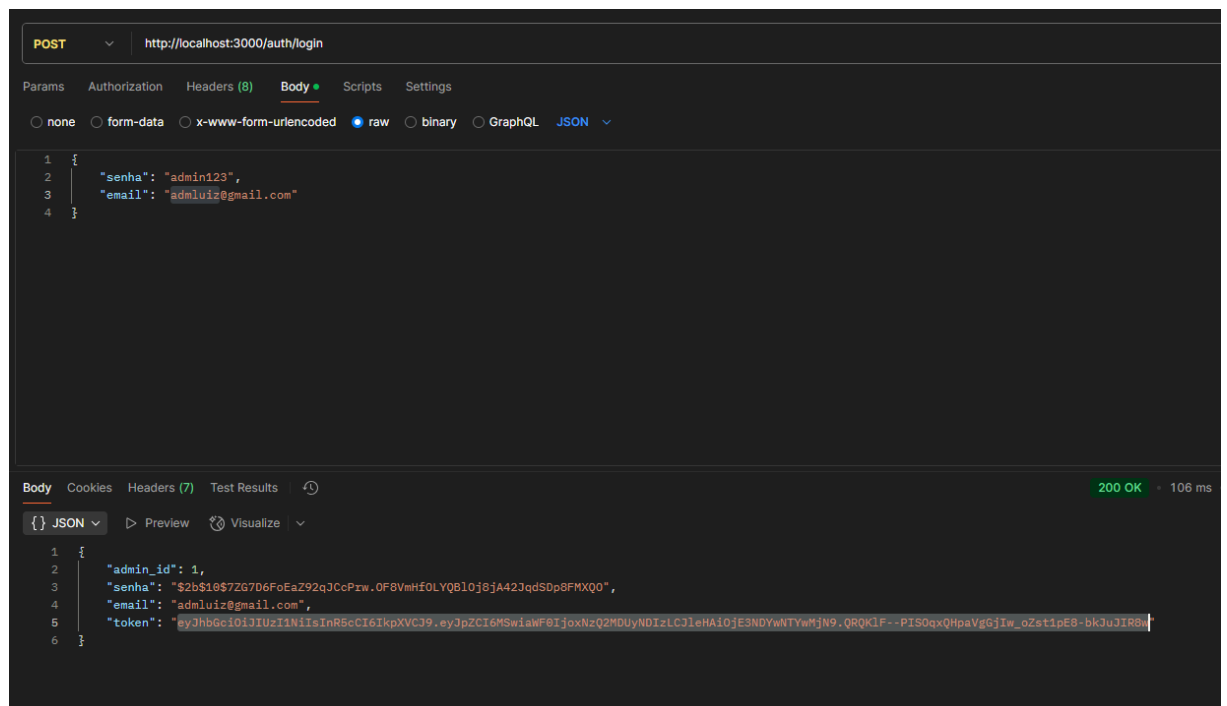 POST http://localhost:3000/auth/login
Params Authorization Headers (8) Body Scripts Settings
none form-data x-www-form-urlencoded raw binary GraphQL JSON
1 {
2 "senha": "admin123",
3 "email": "admluiz@gmail.com"
4 }
Body Cookies Headers (7) Test Results 200 OK 106 ms
{} JSON Preview Visualize
1 {
2 "admin_id": 1,
3 "senha": "$2b$10$7ZG7D6FoEaZ92qJCcPrw.OF8VmHfOLYQBlOj8jA42JqdSDp8FMXQO",
4 "email": "admluiz@gmail.com",
5 "token": "eyJhbGciOiJIUzI1NiIsInR5cCI6IkpXVCJ9.eyJpZCI6MSwiaWF0IjoxNzQ2MDUyNDIzLCJleHAiOjE3NDYwNTYwMjN9.QRQKlF--PISOqxQHpaVgGjIw_oZst1pE8-bkJuJIR8w"
6 }